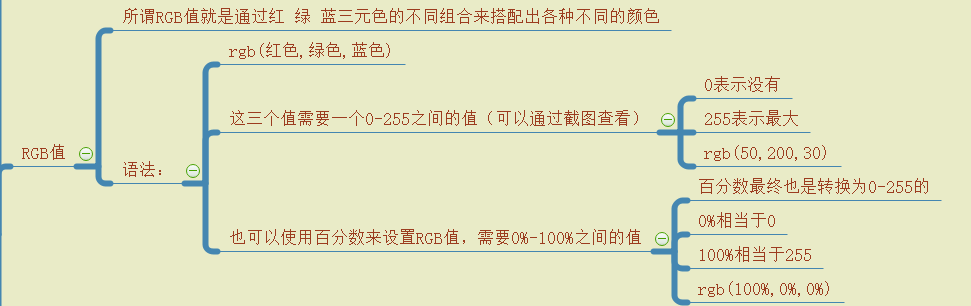 所谓RGB值就是通过红 绿 蓝三元色的不同组合来搭配出各种不同的颜色
rgb(红色,绿色,蓝色)
0表示没有
这三个值需要一个0-255之间的值（可以通过截图查看）
255表示最大
rgb(50,200,30)
RGB值
语法：
百分数最终也是转换为0-255的
0%相当于0
也可以使用百分数来设置RGB值，需要0%-100%之间的值
100%相当于255
rgb(100%,0%,0%)